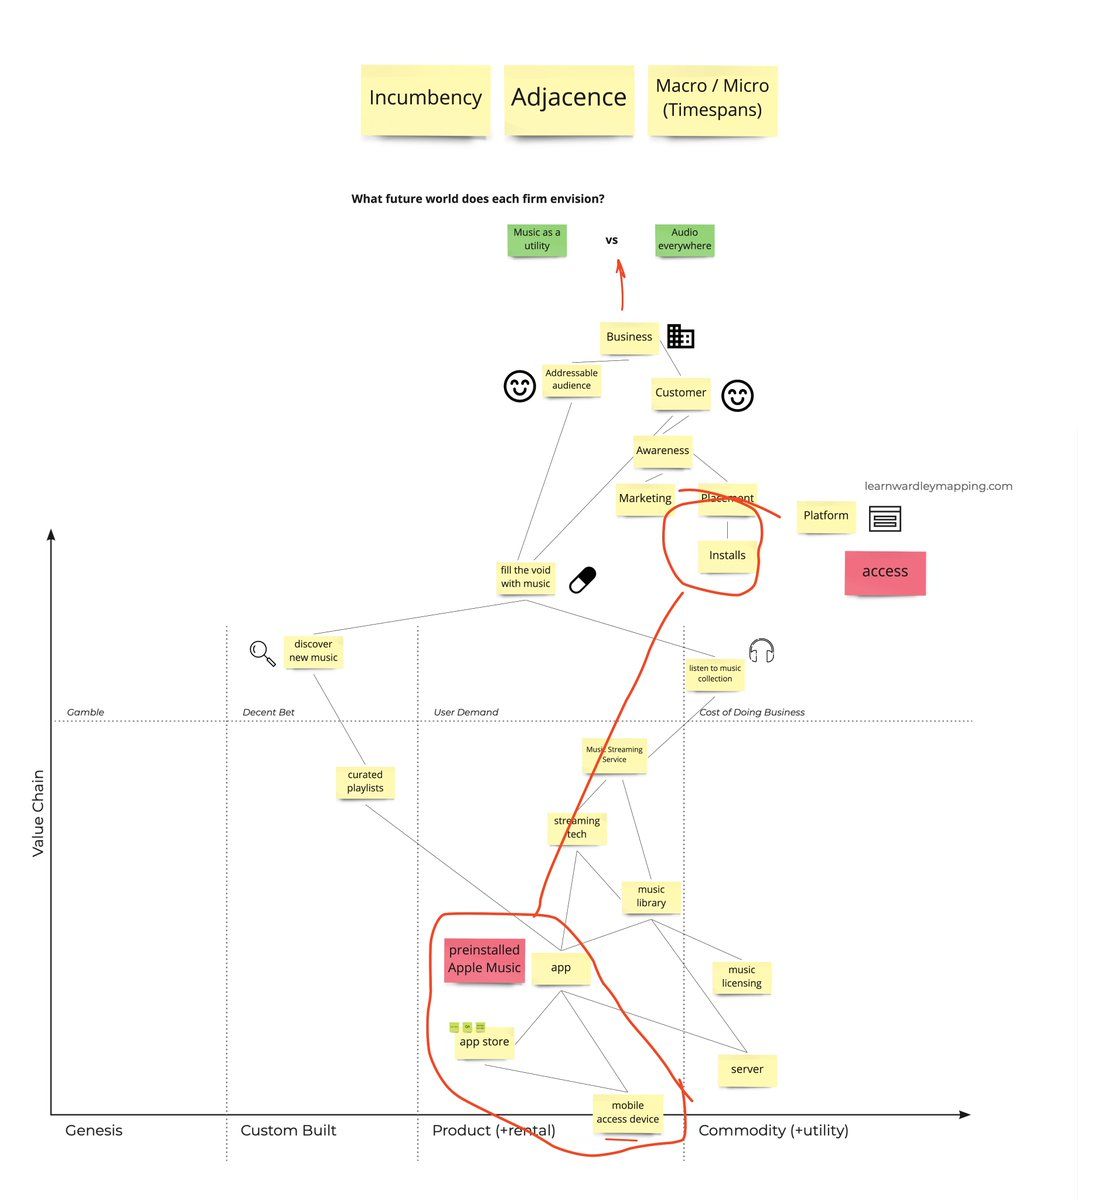 Incumbency
Adjacence
Macro / Micro
(Timespans)
What future world does each firm envision?
Music as a
utility
vs
Audio
everywhere
Business
Addressable
audience
Customer
Awareness
Marketing
Placement
learnwardleymapping.com
Platform
Installs
access
fill the void
with music
discover
new music
listen to music
collection
Gamble
Decent Bet
User Demand
Cost of Doing Business
Music Streaming
Service
curated
playlists
Value Chain
streaming
tech
music
library
preinstalled
Apple Music
app
music
licensing
app store
server
mobile
access device
Genesis
Custom Built
Product (+rental)
Commodity (+utility)